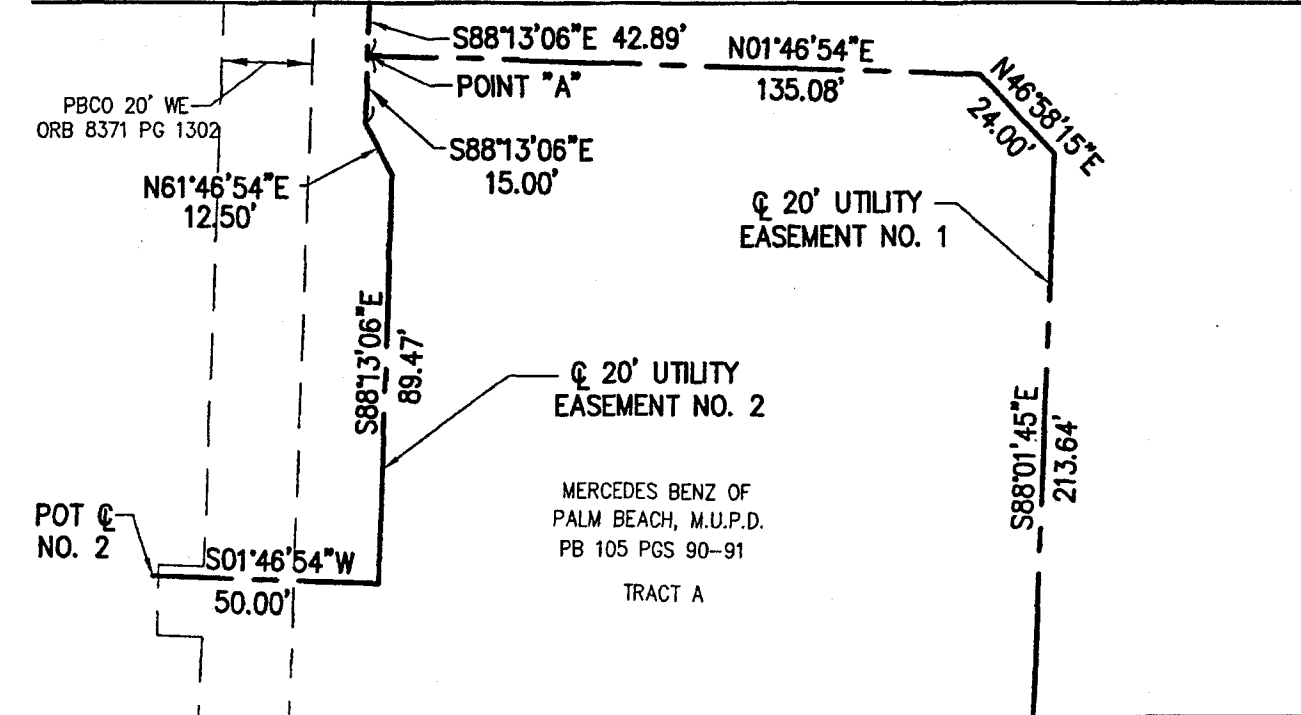 S88°13'06"E 42.89'
POINT "A"
N01°46'54"E
135.08'
N46°58'15"E
24.00'
PBCO 20' WE
ORB 8371 PG 1302
S88°13'06"E
15.00'
N61°46'54"E
12.50'
℄ 20' UTILITY
EASEMENT NO. 1
S88°13'06"E
89.47'
℄ 20' UTILITY
EASEMENT NO. 2
S88°01'45"E
213.64'
MERCEDES BENZ OF
PALM BEACH, M.U.P.D.
PB 105 PGS 90-91
TRACT A
POT ℄
NO. 2
S01°46'54"W
50.00'